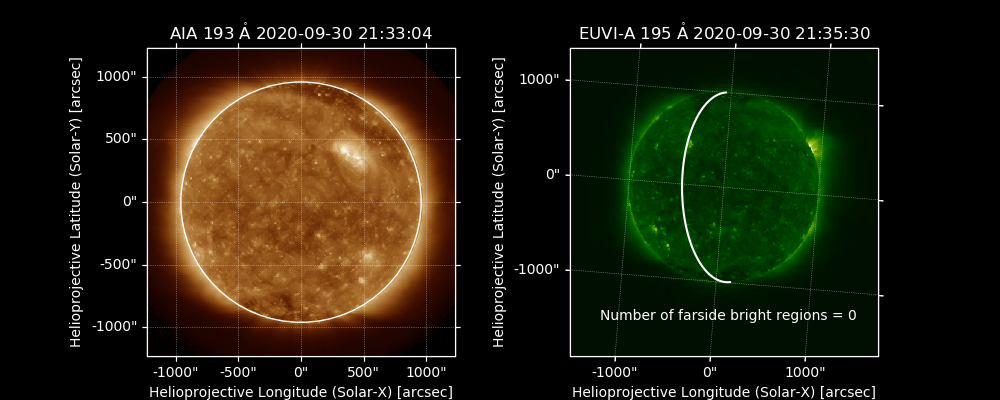 AIA 193 Å 2020-09-30 21:33:04
1000"
500"
0"
-500"
-1000"
Helioprojective Latitude (Solar-Y) [arcsec]
-1000"
-500"
0"
500"
1000"
Helioprojective Longitude (Solar-X) [arcsec]
EUVI-A 195 Å 2020-09-30 21:35:30
1000"
0"
-1000"
Helioprojective Latitude (Solar-Y) [arcsec]
Number of farside bright regions = 0
-1000"
0"
1000"
Helioprojective Longitude (Solar-X) [arcsec]